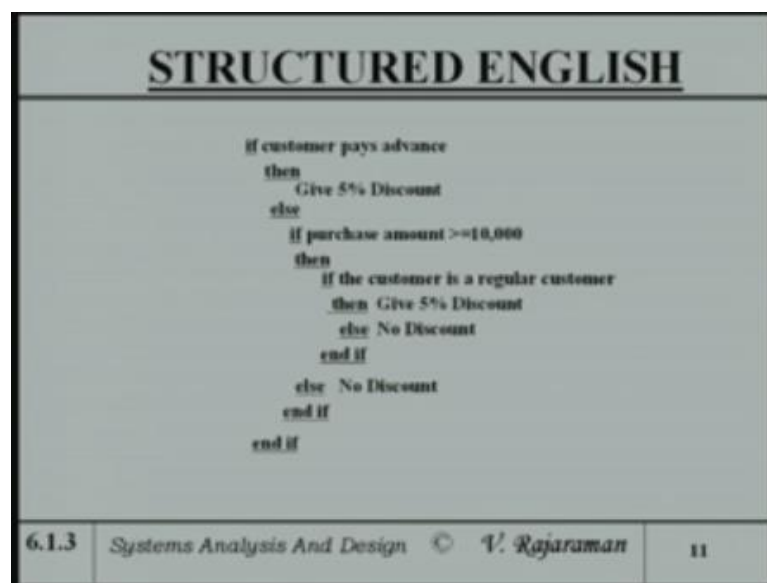 STRUCTURED ENGLISH
if customer pays advance
then
Give 5% Discount
else
if purchase amount >=10,000
then
if the customer is a regular customer
then Give 5% Discount
else No Discount
end if
else No Discount
end if
end if
6.1.3 Systems Analysis And Design © V. Rajaraman 11